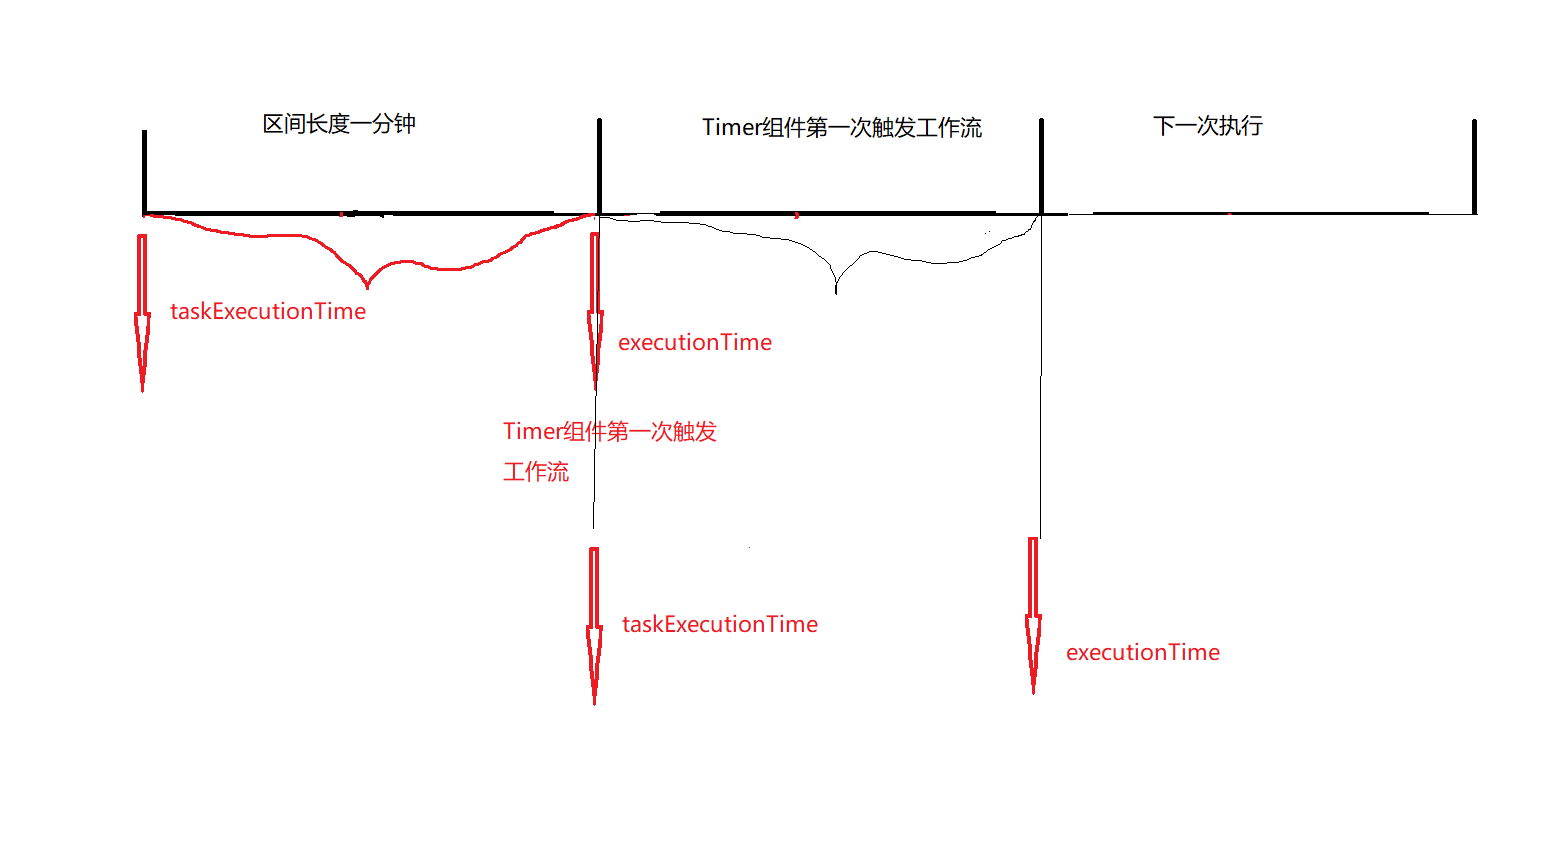 区间长度一分钟
Timer组件第一次触发工作流
下一次执行
taskExecutionTime
executionTime
Timer组件第一次触发
工作流
taskExecutionTime
executionTime